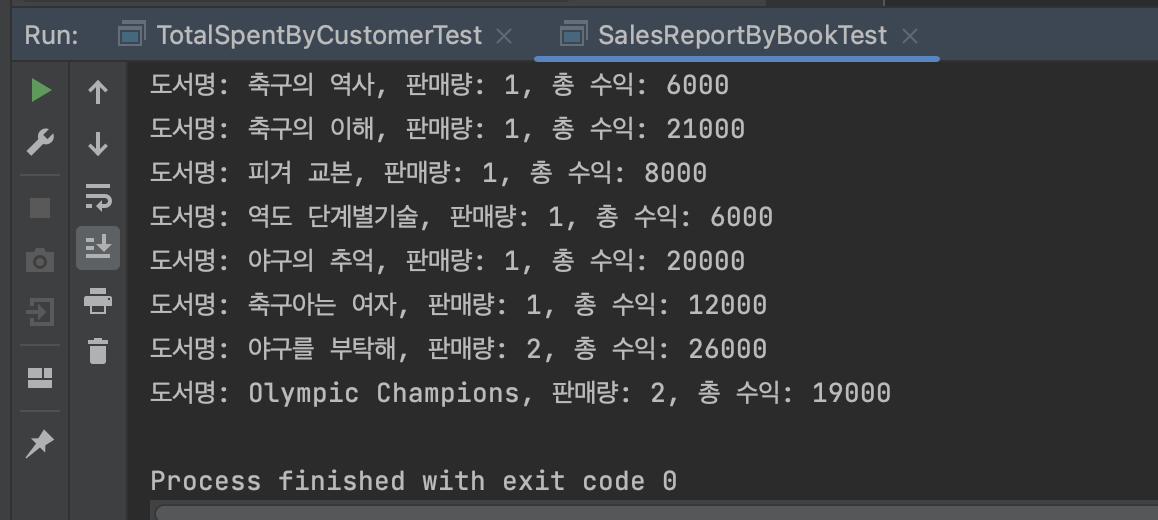 Run: TotalSpentByCustomerTest SalesReportByBookTest
도서명: 축구의 역사, 판매량: 1, 총 수익: 6000
도서명: 축구의 이해, 판매량: 1, 총 수익: 21000
도서명: 피겨 교본, 판매량: 1, 총 수익: 8000
도서명: 역도 단계별기술, 판매량: 1, 총 수익: 6000
도서명: 야구의 추억, 판매량: 1, 총 수익: 20000
도서명: 축구아는 여자, 판매량: 1, 총 수익: 12000
도서명: 야구를 부탁해, 판매량: 2, 총 수익: 26000
도서명: Olympic Champions, 판매량: 2, 총 수익: 19000
Process finished with exit code 0